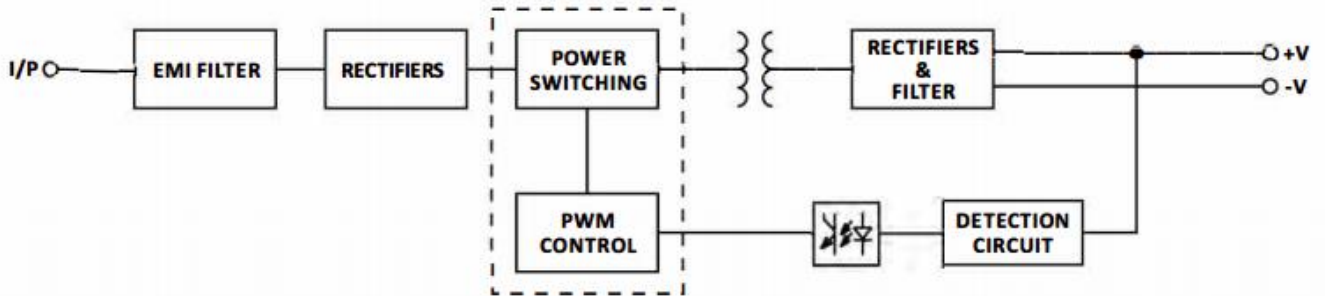 I/P
EMI FILTER
RECTIFIERS
POWER
SWITCHING
RECTIFIERS
&
FILTER
+V
-V
PWM
CONTROL
DETECTION
CIRCUIT